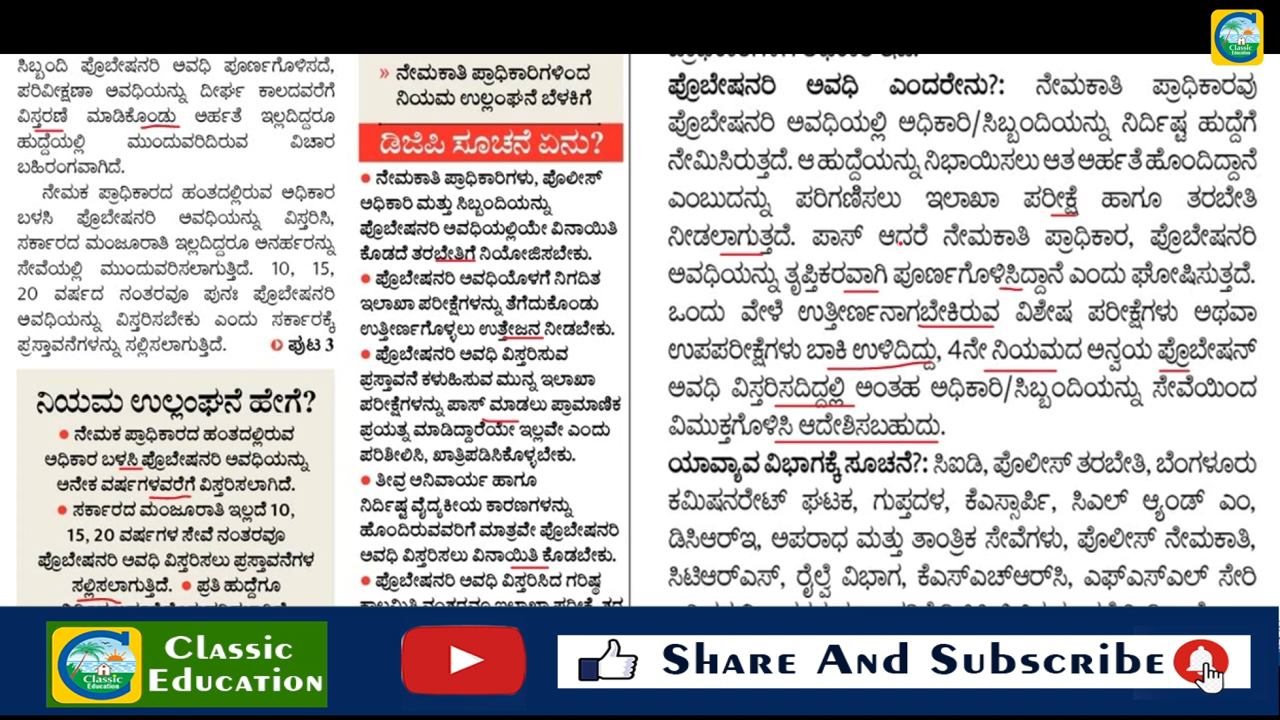 ಸಿಬ್ಬಂದಿ ಪ್ರೊಬೇಷನರಿ ಅವಧಿ ಪೂರ್ಣಗೊಳಿಸದೆ,
ಪರಿವೀಕ್ಷಣಾ ಅವಧಿಯನ್ನು ದೀರ್ಘ ಕಾಲದವರೆಗೆ
ವಿಸ್ತರಣೆ ಮಾಡಿಕೊಂಡು ಅರ್ಹತೆ ಇಲ್ಲದಿದ್ದರೂ
ಹುದ್ದೆಯಲ್ಲಿ ಮುಂದುವರಿದಿರುವ ವಿಚಾರ
ಬಹಿರಂಗವಾಗಿದೆ.
ನೇಮಕ ಪ್ರಾಧಿಕಾರದ ಹಂತದಲ್ಲಿರುವ ಅಧಿಕಾರ
ಬಳಸಿ ಪ್ರೊಬೇಷನರಿ ಅವಧಿಯನ್ನು ವಿಸ್ತರಿಸಿ,
ಸರ್ಕಾರದ ಮಂಜೂರಾತಿ ಇಲ್ಲದಿದ್ದರೂ ಅನರ್ಹರನ್ನು
ಸೇವೆಯಲ್ಲಿ ಮುಂದುವರಿಸಲಾಗುತ್ತಿದೆ. 10, 15,
20 ವರ್ಷದ ನಂತರವೂ ಪುನಃ ಪ್ರೊಬೇಷನರಿ
ಅವಧಿಯನ್ನು ವಿಸ್ತರಿಸಬೇಕು ಎಂದು ಸರ್ಕಾರಕ್ಕೆ
ಪ್ರಸ್ತಾವನೆಗಳನ್ನು ಸಲ್ಲಿಸಲಾಗುತ್ತಿದೆ. ಪುಟ 3
ನಿಯಮ ಉಲ್ಲಂಘನೆ ಹೇಗೆ?
● ನೇಮಕ ಪ್ರಾಧಿಕಾರದ ಹಂತದಲ್ಲಿರುವ
ಅಧಿಕಾರ ಬಳಸಿ ಪ್ರೊಬೇಷನರಿ ಅವಧಿಯನ್ನು
ಅನೇಕ ವರ್ಷಗಳವರೆಗೆ ವಿಸ್ತರಿಸಲಾಗಿದೆ.
● ಸರ್ಕಾರದ ಮಂಜೂರಾತಿ ಇಲ್ಲದೆ 10,
15, 20 ವರ್ಷಗಳ ಸೇವೆ ನಂತರವೂ
ಪ್ರೊಬೇಷನರಿ ಅವಧಿ ವಿಸ್ತರಿಸಲು ಪ್ರಸ್ತಾವನೆಗಳ
ಸಲ್ಲಿಸಲಾಗುತ್ತಿದೆ. ● ಪ್ರತಿ ಹುದ್ದೆಗೂ
» ನೇಮಕಾತಿ ಪ್ರಾಧಿಕಾರಿಗಳಿಂದ
ನಿಯಮ ಉಲ್ಲಂಘನೆ ಬೆಳಕಿಗೆ
ಡಿಜಿಪಿ ಸೂಚನೆ ಏನು?
● ನೇಮಕಾತಿ ಪ್ರಾಧಿಕಾರಿಗಳು, ಪೊಲೀಸ್
ಅಧಿಕಾರಿ ಮತ್ತು ಸಿಬ್ಬಂದಿಯನ್ನು
ಪ್ರೊಬೇಷನರಿ ಅವಧಿಯಲ್ಲಿಯೇ ವಿನಾಯಿತಿ
ಕೊಡದೆ ತರಬೇತಿಗೆ ನಿಯೋಜಿಸಬೇಕು.
● ಪ್ರೊಬೇಷನರಿ ಅವಧಿಯೊಳಗೆ ನಿಗದಿತ
ಇಲಾಖಾ ಪರೀಕ್ಷೆಗಳನ್ನು ತೆಗೆದುಕೊಂಡು
ಉತ್ತೀರ್ಣಗೊಳ್ಳಲು ಉತ್ತೇಜನ ನೀಡಬೇಕು.
● ಪ್ರೊಬೇಷನರಿ ಅವಧಿ ವಿಸ್ತರಿಸುವ
ಪ್ರಸ್ತಾವನೆ ಕಳುಹಿಸುವ ಮುನ್ನ ಇಲಾಖಾ
ಪರೀಕ್ಷೆಗಳನ್ನು ಪಾಸ್ ಮಾಡಲು ಪ್ರಾಮಾಣಿಕ
ಪ್ರಯತ್ನ ಮಾಡಿದ್ದಾರೆಯೇ ಇಲ್ಲವೇ ಎಂದು
ಪರಿಶೀಲಿಸಿ, ಖಾತ್ರಿಪಡಿಸಿಕೊಳ್ಳಬೇಕು.
● ತೀವ್ರ ಅನಿವಾರ್ಯ ಹಾಗೂ
ನಿರ್ದಿಷ್ಟ ವೈದ್ಯಕೀಯ ಕಾರಣಗಳನ್ನು
ಹೊಂದಿರುವವರಿಗೆ ಮಾತ್ರವೇ ಪ್ರೊಬೇಷನರಿ
ಅವಧಿ ವಿಸ್ತರಿಸಲು ವಿನಾಯಿತಿ ಕೊಡಬೇಕು.
● ಪ್ರೊಬೇಷನರಿ ಅವಧಿ ವಿಸ್ತರಿಸಿದ ಗರಿಷ್ಠ
ಪ್ರೊಬೇಷನರಿ ಅವಧಿ ಎಂದರೇನು?: ನೇಮಕಾತಿ ಪ್ರಾಧಿಕಾರವು
ಪ್ರೊಬೇಷನರಿ ಅವಧಿಯಲ್ಲಿ ಅಧಿಕಾರಿ/ಸಿಬ್ಬಂದಿಯನ್ನು ನಿರ್ದಿಷ್ಟ ಹುದ್ದೆಗೆ
ನೇಮಿಸಿರುತ್ತದೆ. ಆ ಹುದ್ದೆಯನ್ನು ನಿಭಾಯಿಸಲು ಆತ ಅರ್ಹತೆ ಹೊಂದಿದ್ದಾನೆ
ಎಂಬುದನ್ನು ಪರಿಗಣಿಸಲು ಇಲಾಖಾ ಪರೀಕ್ಷೆ ಹಾಗೂ ತರಬೇತಿ
ನೀಡಲಾಗುತ್ತದೆ. ಪಾಸ್ ಆದರೆ ನೇಮಕಾತಿ ಪ್ರಾಧಿಕಾರ, ಪ್ರೊಬೇಷನರಿ
ಅವಧಿಯನ್ನು ತೃಪ್ತಿಕರವಾಗಿ ಪೂರ್ಣಗೊಳಿಸಿದ್ದಾನೆ ಎಂದು ಘೋಷಿಸುತ್ತದೆ.
ಒಂದು ವೇಳೆ ಉತ್ತೀರ್ಣನಾಗಬೇಕಿರುವ ವಿಶೇಷ ಪರೀಕ್ಷೆಗಳು ಅಥವಾ
ಉಪಪರೀಕ್ಷೆಗಳು ಬಾಕಿ ಉಳಿದಿದ್ದು, 4ನೇ ನಿಯಮದ ಅನ್ವಯ ಪ್ರೊಬೇಷನ್
ಅವಧಿ ವಿಸ್ತರಿಸದಿದ್ದಲ್ಲಿ ಅಂತಹ ಅಧಿಕಾರಿ/ಸಿಬ್ಬಂದಿಯನ್ನು ಸೇವೆಯಿಂದ
ವಿಮುಕ್ತಗೊಳಿಸಿ ಆದೇಶಿಸಬಹುದು.
ಯಾವ್ಯಾವ ವಿಭಾಗಕ್ಕೆ ಸೂಚನೆ?: ಸಿಐಡಿ, ಪೊಲೀಸ್ ತರಬೇತಿ, ಬೆಂಗಳೂರು
ಕಮಿಷನರೇಟ್ ಘಟಕ, ಗುಪ್ತದಳ, ಕೆಎಸ್ಸಾರ್ಪಿ, ಸಿಎಲ್ ಆ್ಯಂಡ್ ಎಂ,
ಡಿಸಿಆರ್‌ಇ, ಅಪರಾಧ ಮತ್ತು ತಾಂತ್ರಿಕ ಸೇವೆಗಳು, ಪೊಲೀಸ್ ನೇಮಕಾತಿ,
ಸಿಟಿಆರ್‌ಎಸ್, ರೈಲ್ವೆ ವಿಭಾಗ, ಕೆಎಸ್‌ಎಚ್‌ಆರ್‌ಸಿ, ಎಫ್‌ಎಸ್‌ಎಲ್ ಸೇರಿ
Classic
Education
Classic
Education
Classic
Education
Share And Subscribe